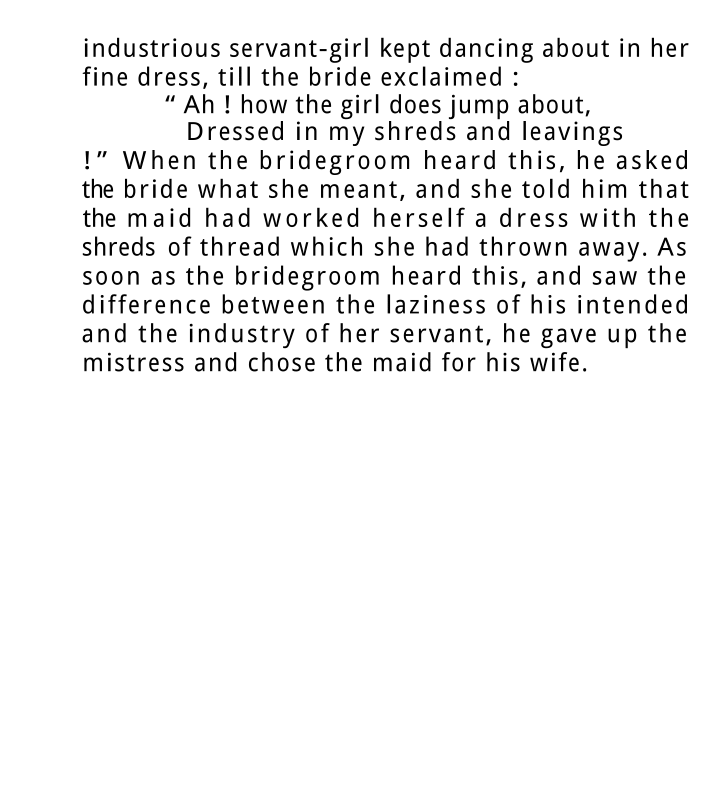 industrious servant-girl kept dancing about in her
fine dress, till the bride exclaimed :
“ Ah ! how the girl does jump about,
Dressed in my shreds and leavings
!” When the bridegroom heard this, he asked
the bride what she meant, and she told him that
the maid had worked herself a dress with the
shreds of thread which she had thrown away. As
soon as the bridegroom heard this, and saw the
difference between the laziness of his intended
and the industry of her servant, he gave up the
mistress and chose the maid for his wife.